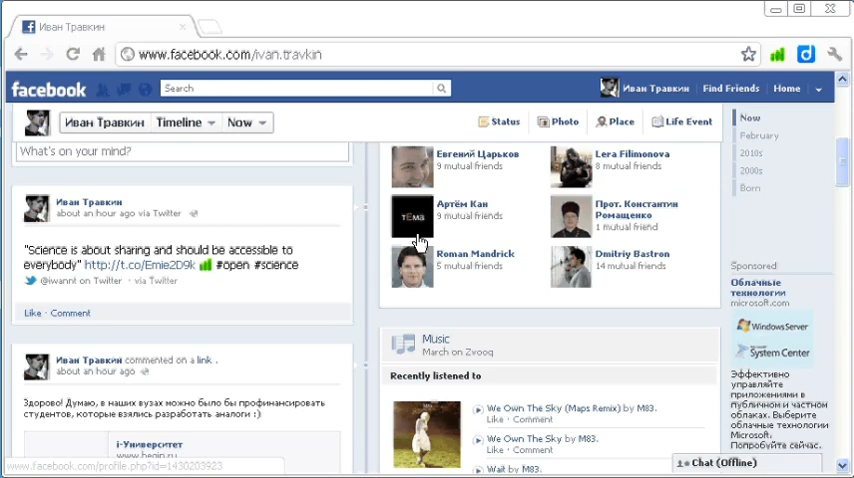 Иван Травкин
www.facebook.com/ivan.travkin
facebook
Search
Иван Травкин
Find Friends
Home
Иван Травкин
Timeline
Now
Status
Photo
Place
Life Event
What's on your mind?
Иван Травкин
about an hour ago via Twitter
"Science is about sharing and should be accessible to
everybody" http://t.co/Emie2D9k #open #science
@iwannt on Twitter · via Twitter
Like · Comment
Иван Травкин commented on a link .
about an hour ago
Здорово! Думаю, в наших вузах можно было бы профинансировать
студентов, которые взялись разработать аналоги :)
i-Университет
www.begin.ru
www.facebook.com/profile.php?id=1430203923
Евгений Царьков
9 mutual friends
Lera Filimonova
8 mutual friends
тЕма
Артём Кан
9 mutual friends
Прот. Константин
Ромащенко
1 mutual friend
Roman Mandrick
5 mutual friends
Dmitriy Bastron
14 mutual friends
Music
March on Zvooq
Recently listened to
We Own The Sky (Maps Remix) by M83.
Like · Comment
We Own The Sky by M83.
Like · Comment
Wait by M83.
Now
February
2010s
2000s
Born
Sponsored
Облачные
технологии
microsoft.com
Windows Server
System Center
Эффективно
управляйте
приложениями в
публичном и частном
облаках. Выберите
облачные технологии
Microsoft.
Попробуйте сейчас.
Chat (Offline)